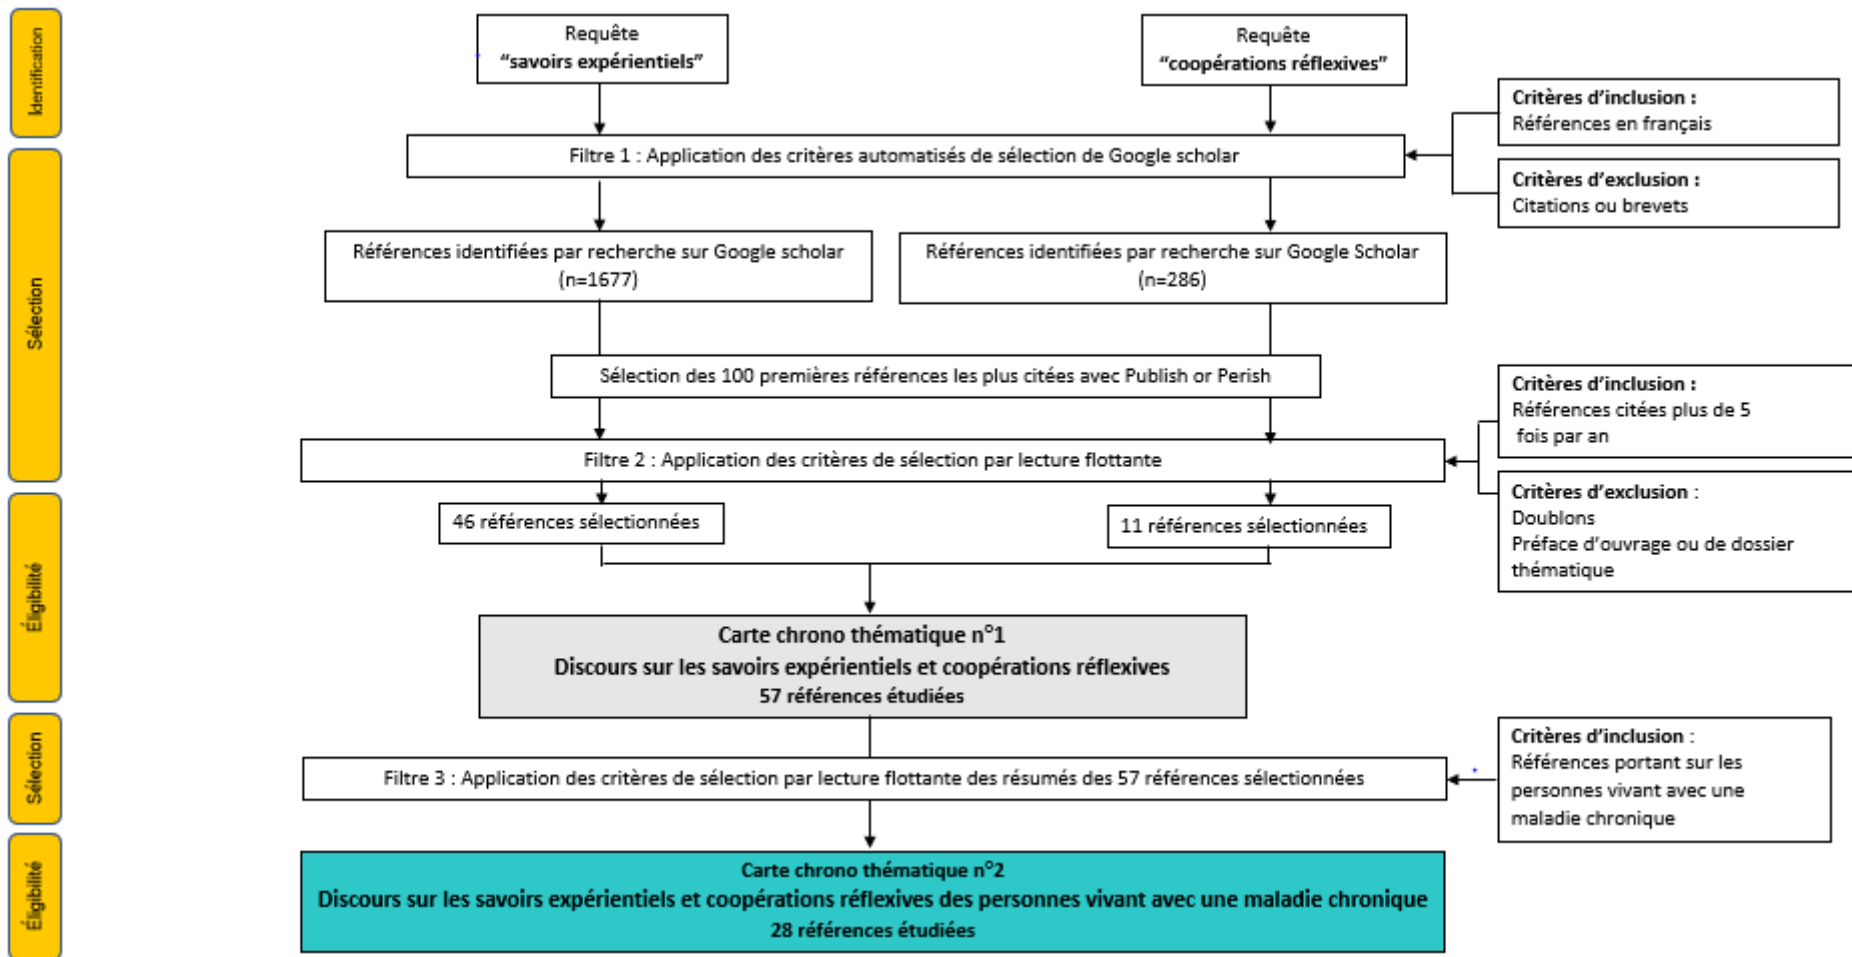 Identification
Requête
“savoirs expérientiels”
Requête
“coopérations réflexives”
Critères d’inclusion :
Références en français
Critères d’exclusion :
Citations ou brevets
Sélection
Filtre 1 : Application des critères automatisés de sélection de Google scholar
Références identifiées par recherche sur Google scholar
(n=1677)
Références identifiées par recherche sur Google Scholar
(n=286)
Sélection des 100 premières références les plus citées avec Publish or Perish
Critères d’inclusion :
Références citées plus de 5
fois par an
Filtre 2 : Application des critères de sélection par lecture flottante
Critères d’exclusion :
Doublons
Préface d’ouvrage ou de dossier
thématique
Éligibilité
46 références sélectionnées
11 références sélectionnées
Carte chrono thématique n°1
Discours sur les savoirs expérientiels et coopérations réflexives
57 références étudiées
Sélection
Filtre 3 : Application des critères de sélection par lecture flottante des résumés des 57 références sélectionnées
Critères d’inclusion :
Références portant sur les
personnes vivant avec une
maladie chronique
Éligibilité
Carte chrono thématique n°2
Discours sur les savoirs expérientiels et coopérations réflexives des personnes vivant avec une maladie chronique
28 références étudiées